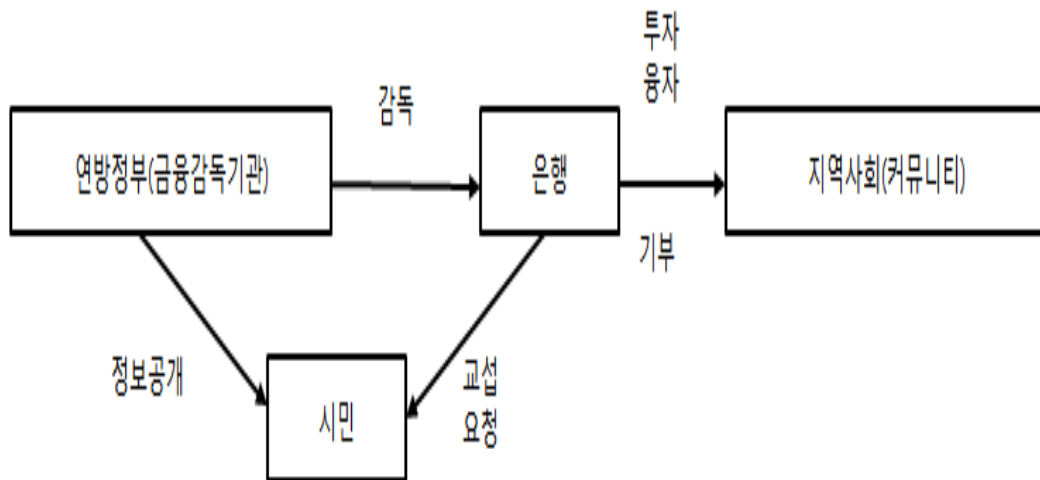 투자
융자
감독
연방정부(금융감독기관)
은행
지역사회(커뮤니티)
기부
정보공개
시민
교섭
요청